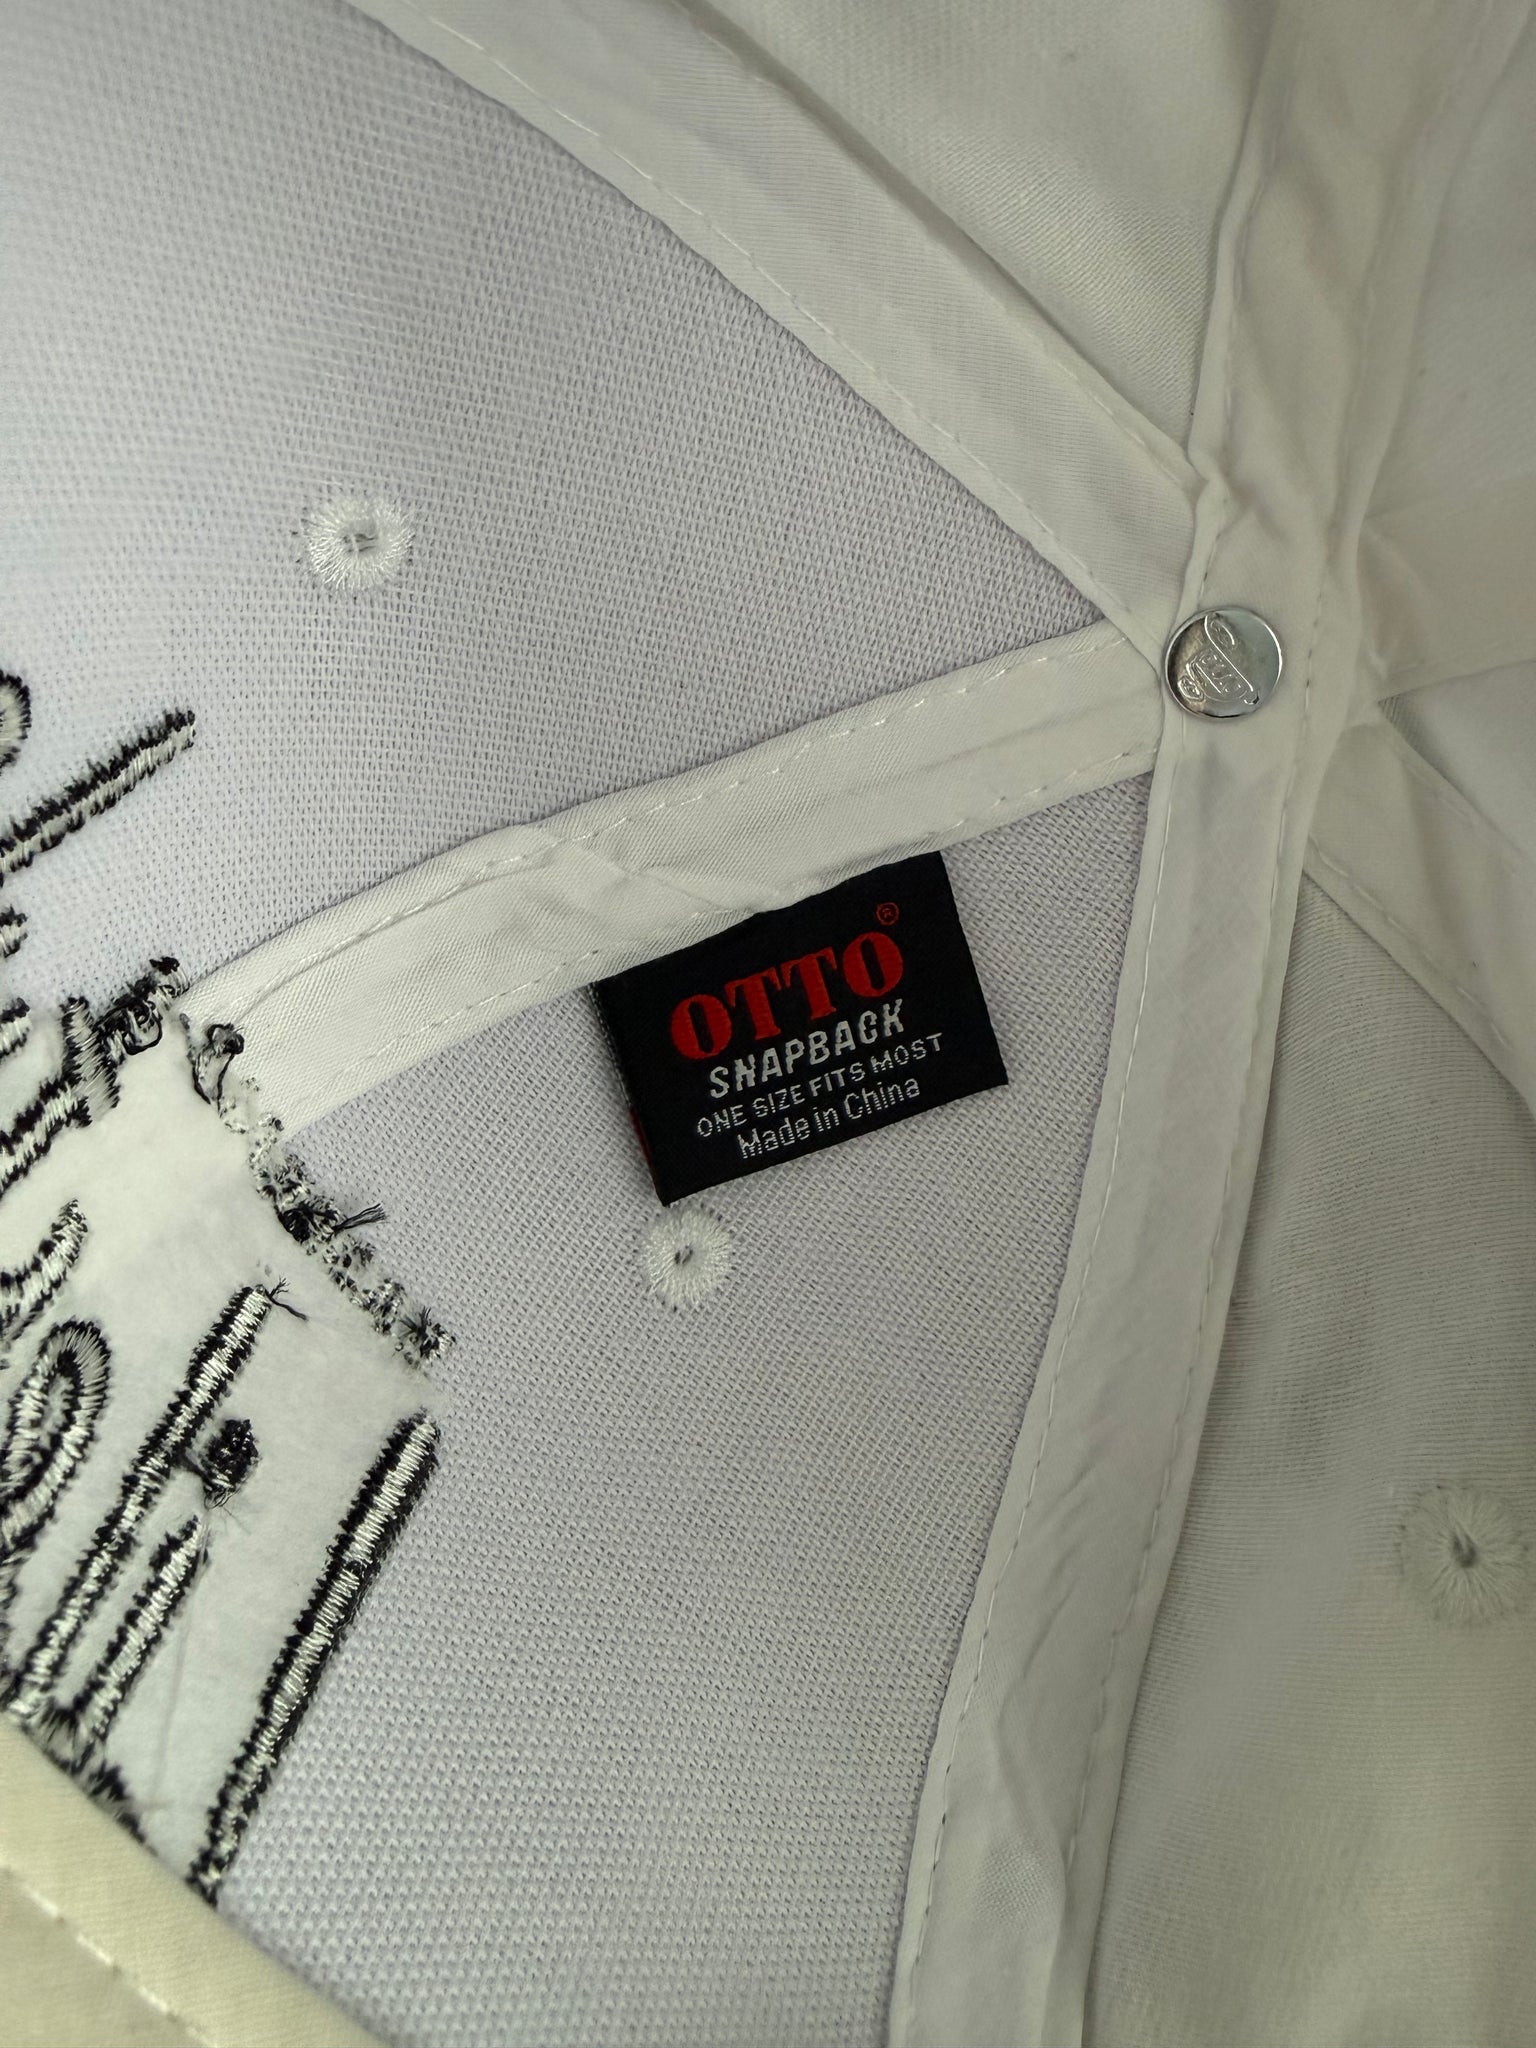 OTTO®
SNAPBACK
ONE SIZE FITS MOST
Made in China